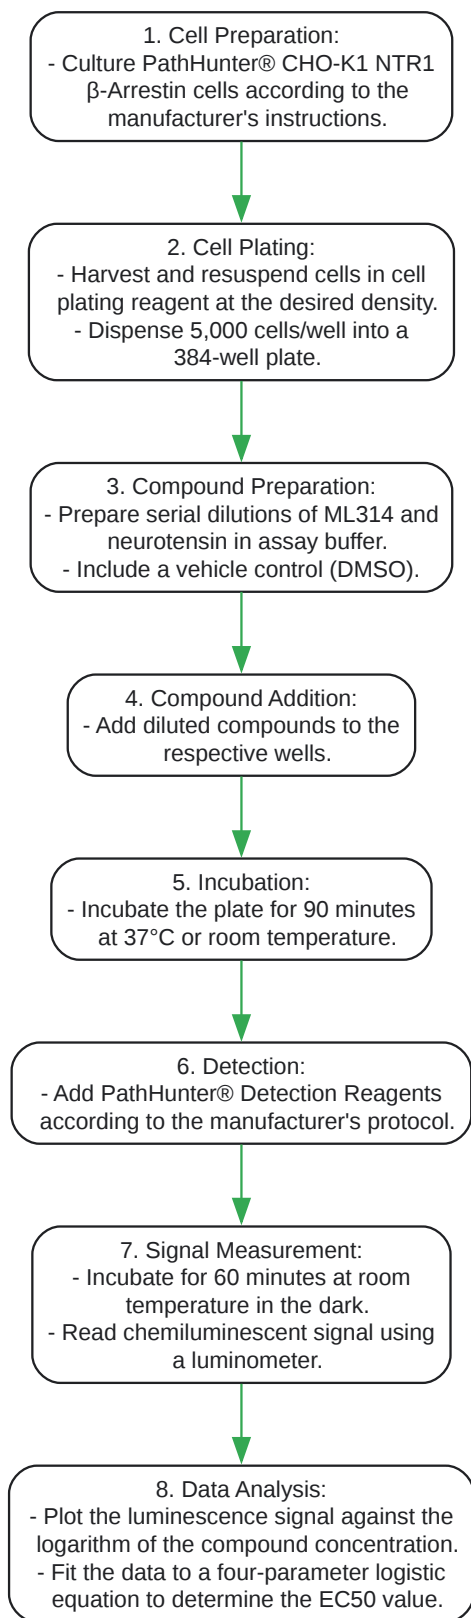 1. Cell Preparation:
- Culture PathHunter® CHO-K1 NTR1
β-Arrestin cells according to the
manufacturer's instructions.
2. Cell Plating:
- Harvest and resuspend cells in cell
plating reagent at the desired density.
- Dispense 5,000 cells/well into a
384-well plate.
3. Compound Preparation:
- Prepare serial dilutions of ML314 and
neurotensin in assay buffer.
- Include a vehicle control (DMSO).
4. Compound Addition:
- Add diluted compounds to the
respective wells.
5. Incubation:
- Incubate the plate for 90 minutes
at 37°C or room temperature.
6. Detection:
- Add PathHunter® Detection Reagents
according to the manufacturer's protocol.
7. Signal Measurement:
- Incubate for 60 minutes at room
temperature in the dark.
- Read chemiluminescent signal using
a luminometer.
8. Data Analysis:
- Plot the luminescence signal against the
logarithm of the compound concentration.
- Fit the data to a four-parameter logistic
equation to determine the EC50 value.